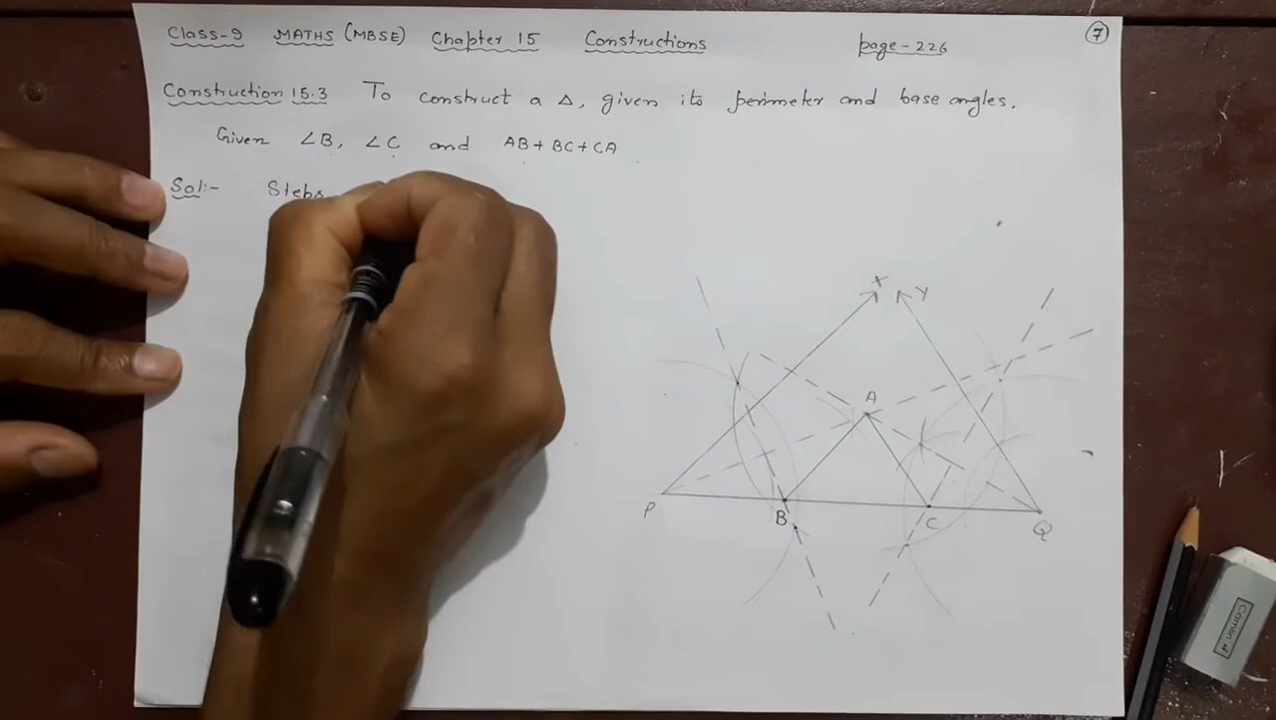 Class-9 MATHS (MBSE) Chapter 15 Constructions page-226 7
Construction 15.3 To construct a Δ, given its perimeter and base angles.
Given ∠B, ∠C and AB + BC + CA
Sol:- Steps
X Y
A
P B C Q
Camlin